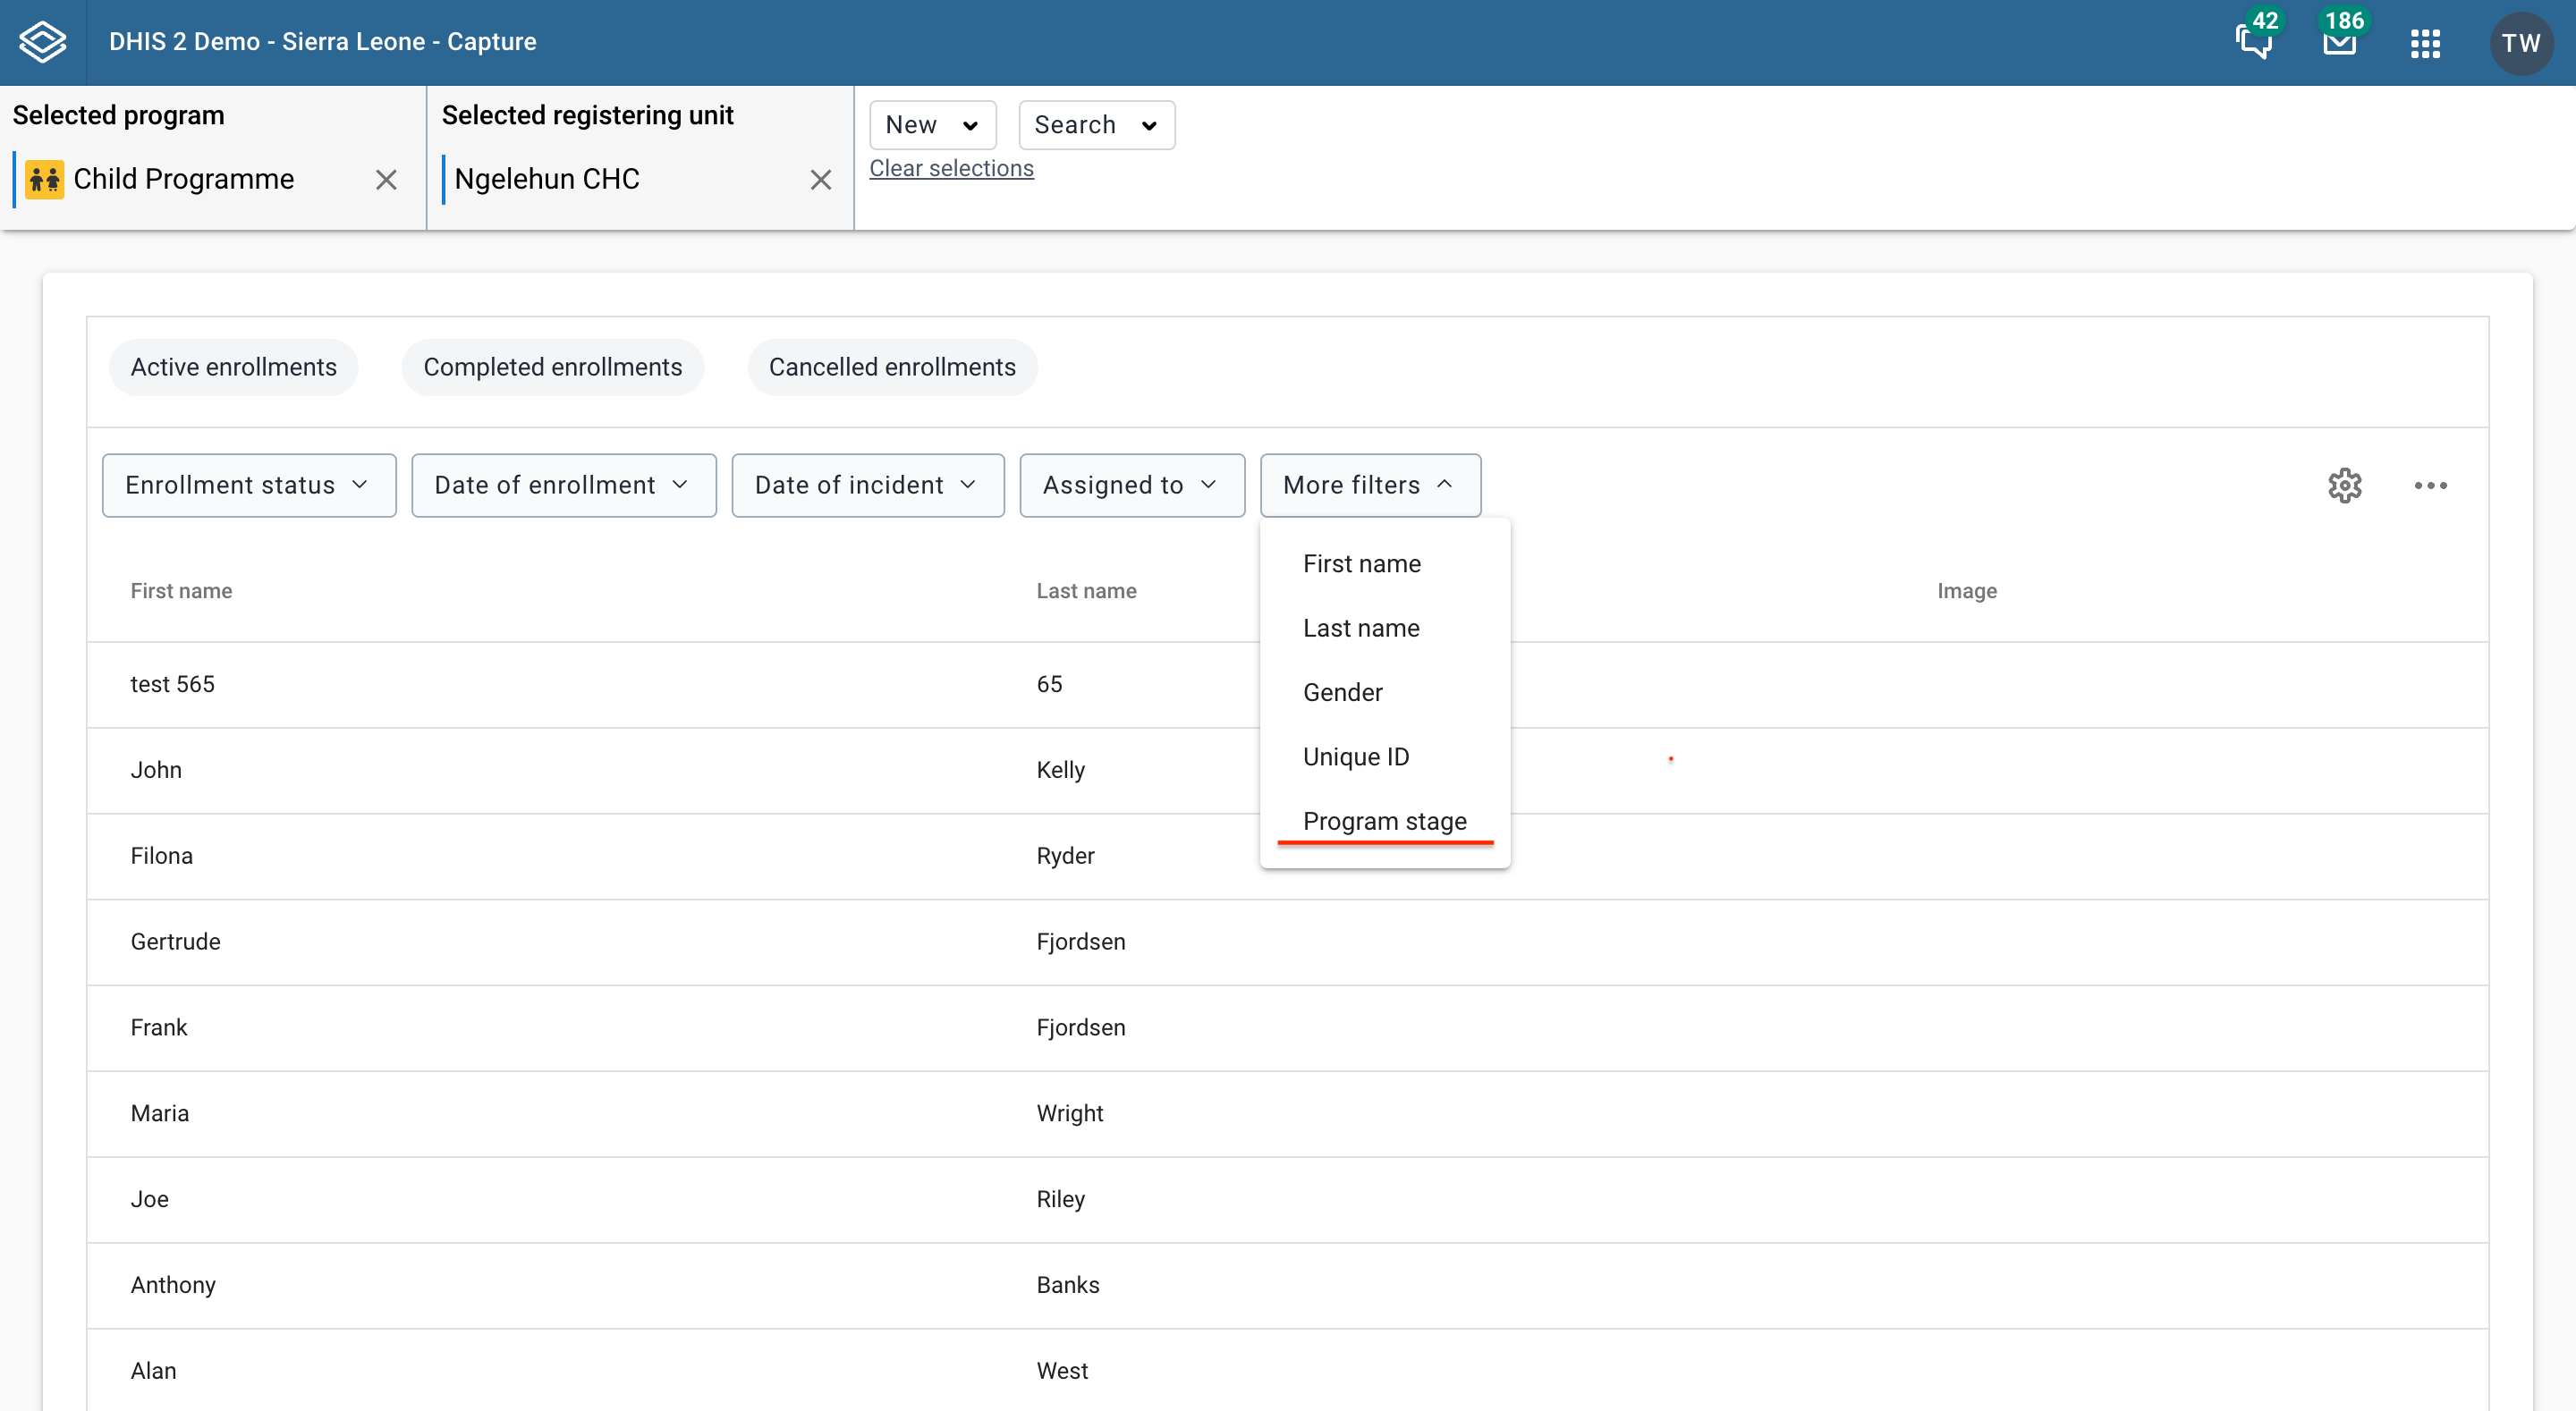 DHIS 2 Demo - Sierra Leone - Capture
42
186
TW
Selected program
Child Programme
Selected registering unit
Ngelehun CHC
New
Search
Clear selections
Active enrollments
Completed enrollments
Cancelled enrollments
Enrollment status
Date of enrollment
Date of incident
Assigned to
More filters
First name
Last name
Gender
Unique ID
Program stage
First name Last name Image
test 565 65
John Kelly
Filona Ryder
Gertrude Fjordsen
Frank Fjordsen
Maria Wright
Joe Riley
Anthony Banks
Alan West